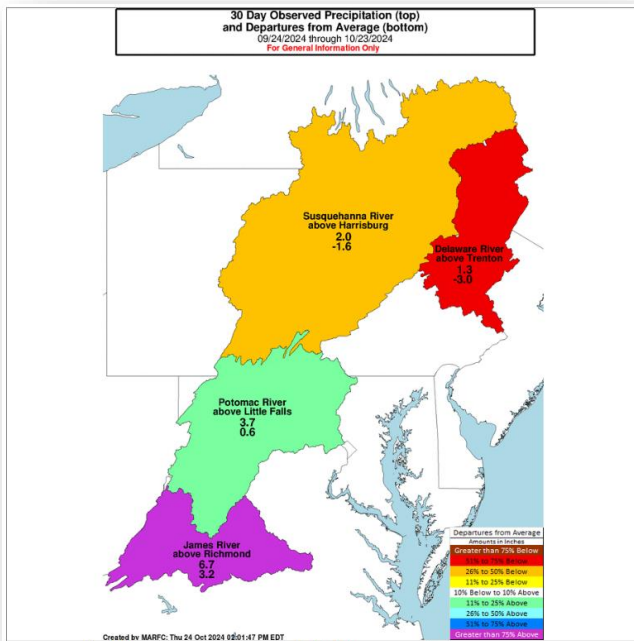 30 Day Observed Precipitation (top)
and Departures from Average (bottom)
09/24/2024 through 10/23/2024
For General Information Only
Susquehanna River
above Harrisburg
2.0
-1.6
Delaware River
above Trenton
1.3
-3.0
Potomac River
above Little Falls
3.7
0.6
James River
above Richmond
6.7
3.2
Departures from Average
Amounts in Inches
Greater than 75% Below
51% to 75% Below
26% to 50% Below
11% to 25% Below
10% Below to 10% Above
11% to 25% Above
26% to 50% Above
51% to 75% Above
Greater than 75% Above
Created by MARFC: Thu 24 Oct 2024 02:01:47 PM EDT